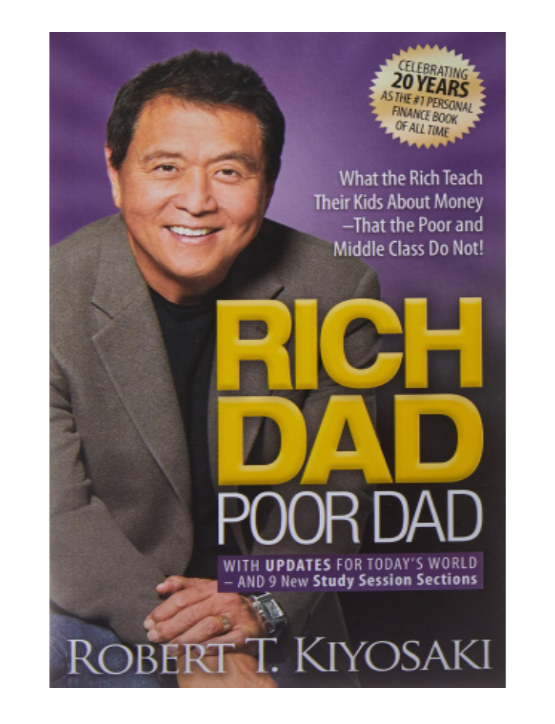 CELEBRATING
20 YEARS
AS THE #1 PERSONAL
FINANCE BOOK
OF ALL TIME
What the Rich Teach
Their Kids About Money
–That the Poor and
Middle Class Do Not!
RICH
DAD
POOR DAD
WITH UPDATES FOR TODAY'S WORLD
– AND 9 New Study Session Sections
ROBERT T. KIYOSAKI